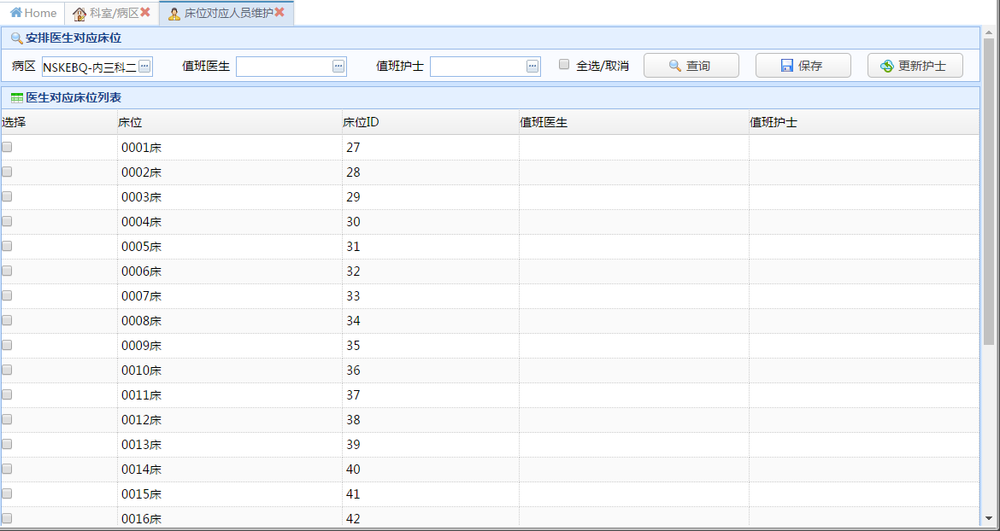 Home 科室/病区 床位对应人员维护
安排医生对应床位
病区 NSKEBQ-内三科二 值班医生 值班护士 全选/取消 查询 保存 更新护士
医生对应床位列表
选择 床位 床位ID 值班医生 值班护士
0001床 27
0002床 28
0003床 29
0004床 30
0005床 31
0006床 32
0007床 33
0008床 34
0009床 35
0010床 36
0011床 37
0012床 38
0013床 39
0014床 40
0015床 41
0016床 42